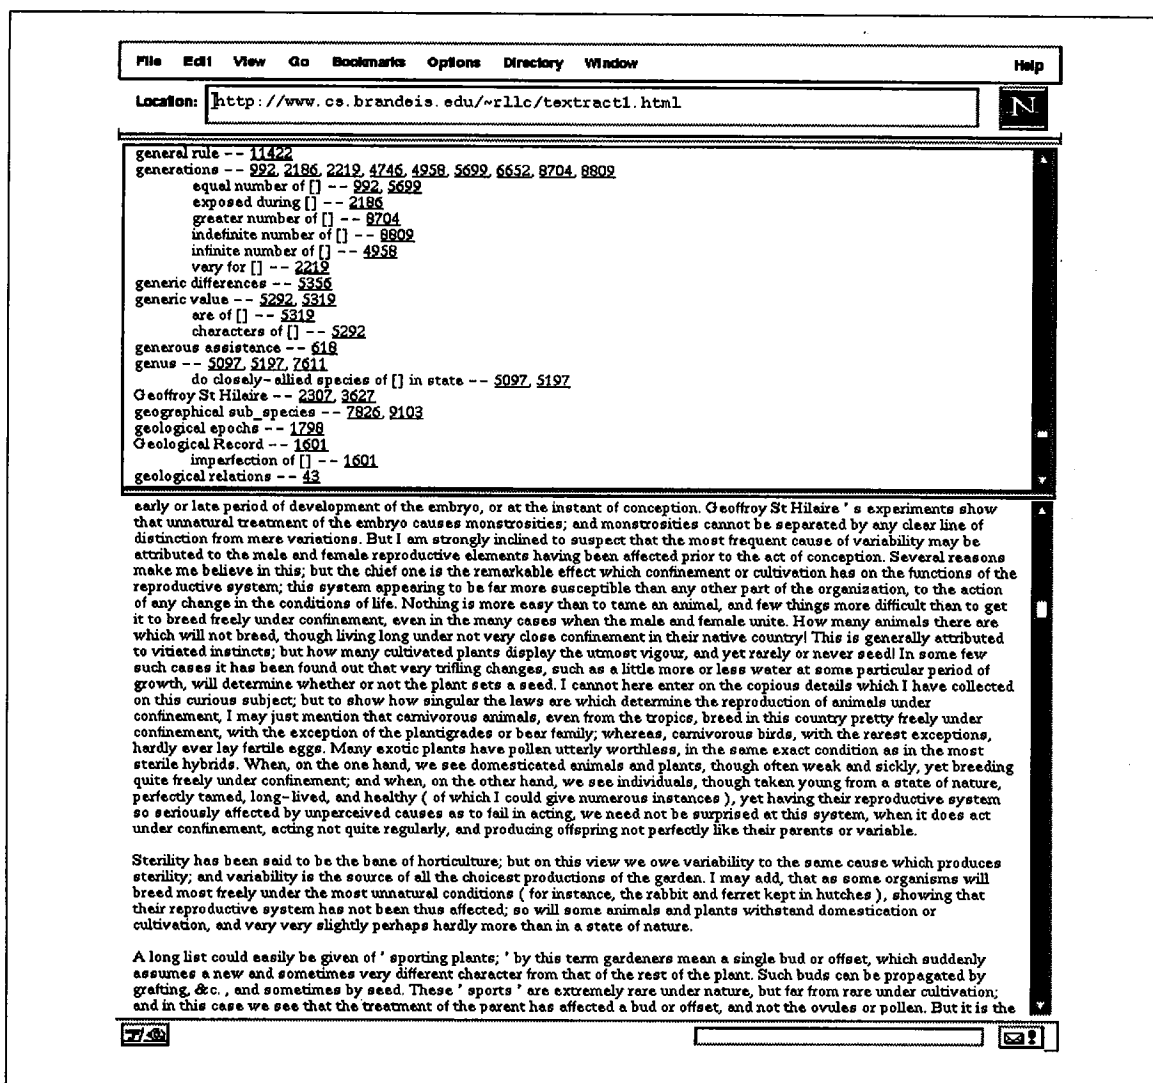 File Edit View Go Bookmarks Options Directory Window Help
Location: http://www.cs.brandeis.edu/~rllc/textract1.html
N
general rule -- 11422
generations -- 992, 2186, 2219, 4746, 4958, 5699, 6652, 8704, 8809
equal number of [] -- 992, 5699
exposed during [] -- 2186
greater number of [] -- 8704
indefinite number of [] -- 8809
infinite number of [] -- 4958
vary for [] -- 2219
generic differences -- 5356
generic value -- 5292, 5319
are of [] -- 5319
characters of [] -- 5292
generous assistance -- 618
genus -- 5097, 5197, 7611
do closely-allied species of [] in state -- 5097, 5197
Geoffroy St Hilaire -- 2307, 3627
geographical sub_species -- 7826, 9103
geological epochs -- 1798
Geological Record -- 1601
imperfection of [] -- 1601
geological relations -- 43
early or late period of development of the embryo, or at the instant of conception. Geoffroy St Hilaire ' s experiments show
that unnatural treatment of the embryo causes monstrosities; and monstrosities cannot be separated by any clear line of
distinction from mere variations. But I am strongly inclined to suspect that the most frequent cause of variability may be
attributed to the male and female reproductive elements having been affected prior to the act of conception. Several reasons
make me believe in this; but the chief one is the remarkable effect which confinement or cultivation has on the functions of the
reproductive system; this system appearing to be far more susceptible than any other part of the organization, to the action
of any change in the conditions of life. Nothing is more easy than to tame an animal, and few things more difficult than to get
it to breed freely under confinement, even in the many cases when the male and female unite. How many animals there are
which will not breed, though living long under not very close confinement in their native country! This is generally attributed
to vitiated instincts; but how many cultivated plants display the utmost vigour, and yet rarely or never seed! In some few
such cases it has been found out that very trifling changes, such as a little more or less water at some particular period of
growth, will determine whether or not the plant sets a seed. I cannot here enter on the copious details which I have collected
on this curious subject; but to show how singular the laws are which determine the reproduction of animals under
confinement, I may just mention that carnivorous animals, even from the tropics, breed in this country pretty freely under
confinement, with the exception of the plantigrades or bear family; whereas, carnivorous birds, with the rarest exceptions,
hardly ever lay fertile eggs. Many exotic plants have pollen utterly worthless, in the same exact condition as in the most
sterile hybrids. When, on the one hand, we see domesticated animals and plants, though often weak and sickly, yet breeding
quite freely under confinement; and when, on the other hand, we see individuals, though taken young from a state of nature,
perfectly tamed, long-lived, and healthy ( of which I could give numerous instances ), yet having their reproductive system
so seriously affected by unperceived causes as to fail in acting, we need not be surprised at this system, when it does act
under confinement, acting not quite regularly, and producing offspring not perfectly like their parents or variable.
Sterility has been said to be the bane of horticulture; but on this view we owe variability to the same cause which produces
sterility; and variability is the source of all the choicest productions of the garden. I may add, that as some organisms will
breed most freely under the most unnatural conditions ( for instance, the rabbit and ferret kept in hutches ), showing that
their reproductive system has not been thus affected; so will some animals and plants withstand domestication or
cultivation, and vary very slightly perhaps hardly more than in a state of nature.
A long list could easily be given of ' sporting plants; ' by this term gardeners mean a single bud or offset, which suddenly
assumes a new and sometimes very different character from that of the rest of the plant. Such buds can be propagated by
grafting, &c. , and sometimes by seed. These ' sports ' are extremely rare under nature, but far from rare under cultivation;
and in this case we see that the treatment of the parent has affected a bud or offset, and not the ovules or pollen. But it is the